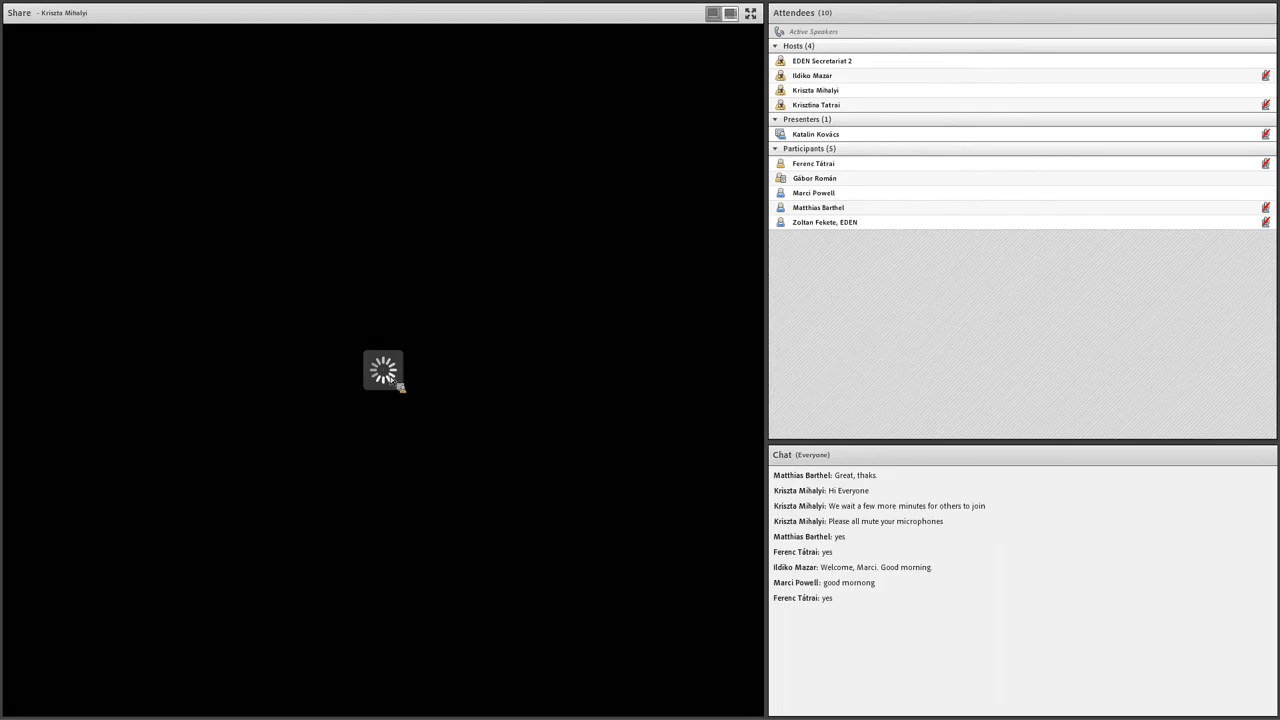 Share - Kriszta Mihalyi
Attendees (10)
Active Speakers
Hosts (4)
EDEN Secretariat 2
Ildiko Mazar
Kriszta Mihalyi
Krisztina Tatrai
Presenters (1)
Katalin Kovács
Participants (5)
Ferenc Tátrai
Gábor Román
Marci Powell
Matthias Barthel
Zoltan Fekete, EDEN
Chat (Everyone)
Matthias Barthel: Great, thaks.
Kriszta Mihalyi: Hi Everyone
Kriszta Mihalyi: We wait a few more minutes for others to join
Kriszta Mihalyi: Please all mute your microphones
Matthias Barthel: yes
Ferenc Tátrai: yes
Ildiko Mazar: Welcome, Marci. Good morning.
Marci Powell: good mornong
Ferenc Tátrai: yes